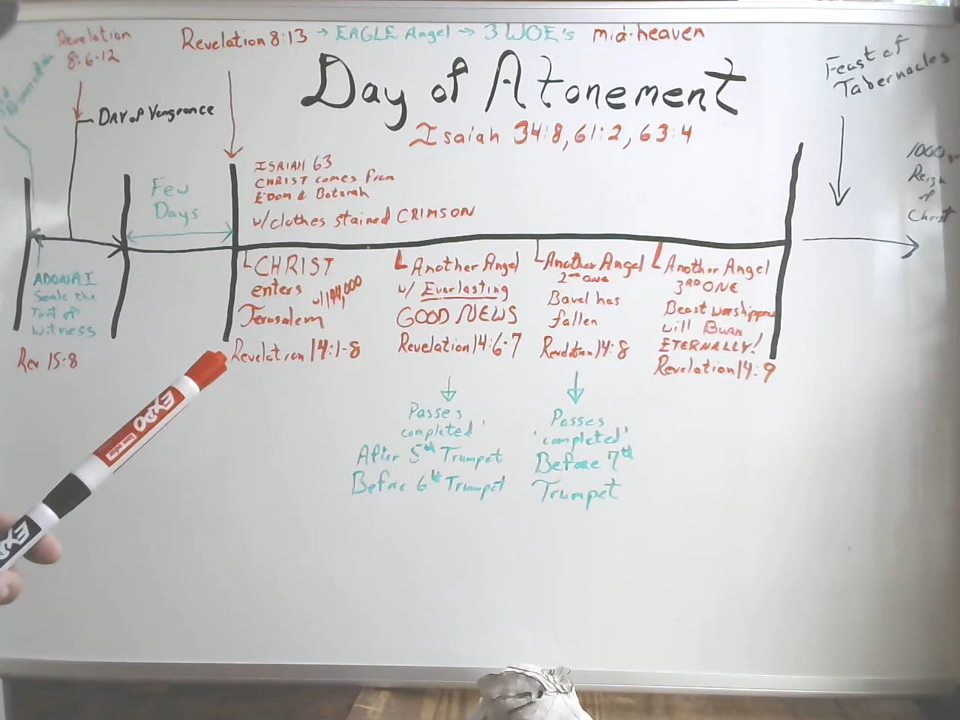 Revelation 8:13 → EAGLE Angel → 3 WOE's mid-heaven
Revelation
8:6-12
Day of Atonement
Isaiah 34:8, 61:2, 63:4
Feast of
Tabernacles
DAY of Vengeance
1000
Reign
of
Christ
Few
Days
ISAIAH 63
CHRIST comes from
EDOM & Botzrah
w/clothes stained CRIMSON
ADONAI
Seals the
Tent of
Witness
Rev 15:8
CHRIST
enters w/144,000
Jerusalem
Revelation 14:1-8
Another Angel
w/ Everlasting
GOOD NEWS
Revelation 14:6-7
Another Angel
2nd One
Bavel has
fallen
Revelation 14:8
Another Angel
3RD ONE
Beast worshippers
will Burn
ETERNALLY!
Revelation 14:9
Passes
'completed'
After 5th Trumpet
Before 6th Trumpet
Passes
'completed'
Before 7th
Trumpet
EXPO
EXPO